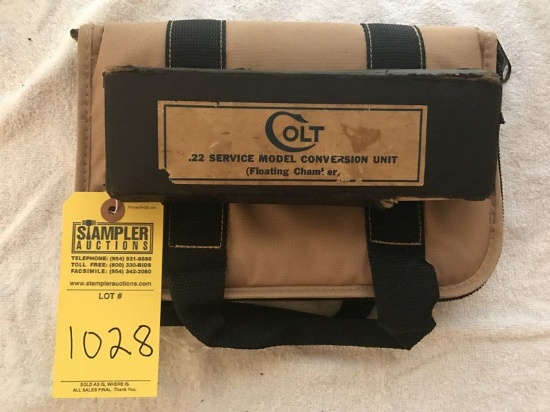 COLT
.22 SERVICE MODEL CONVERSION UNIT
(Floating Chamber)
STAMPLER
AUCTIONS
TELEPHONE: (954) 921-8888
TOLL FREE: (800) 330-BIDS
FACSIMILE: (954) 342-2080
stamplerauctions.com
LOT #
1028
SOLD AS IS, WHERE IS.
ALL SALES FINAL. Thank You.